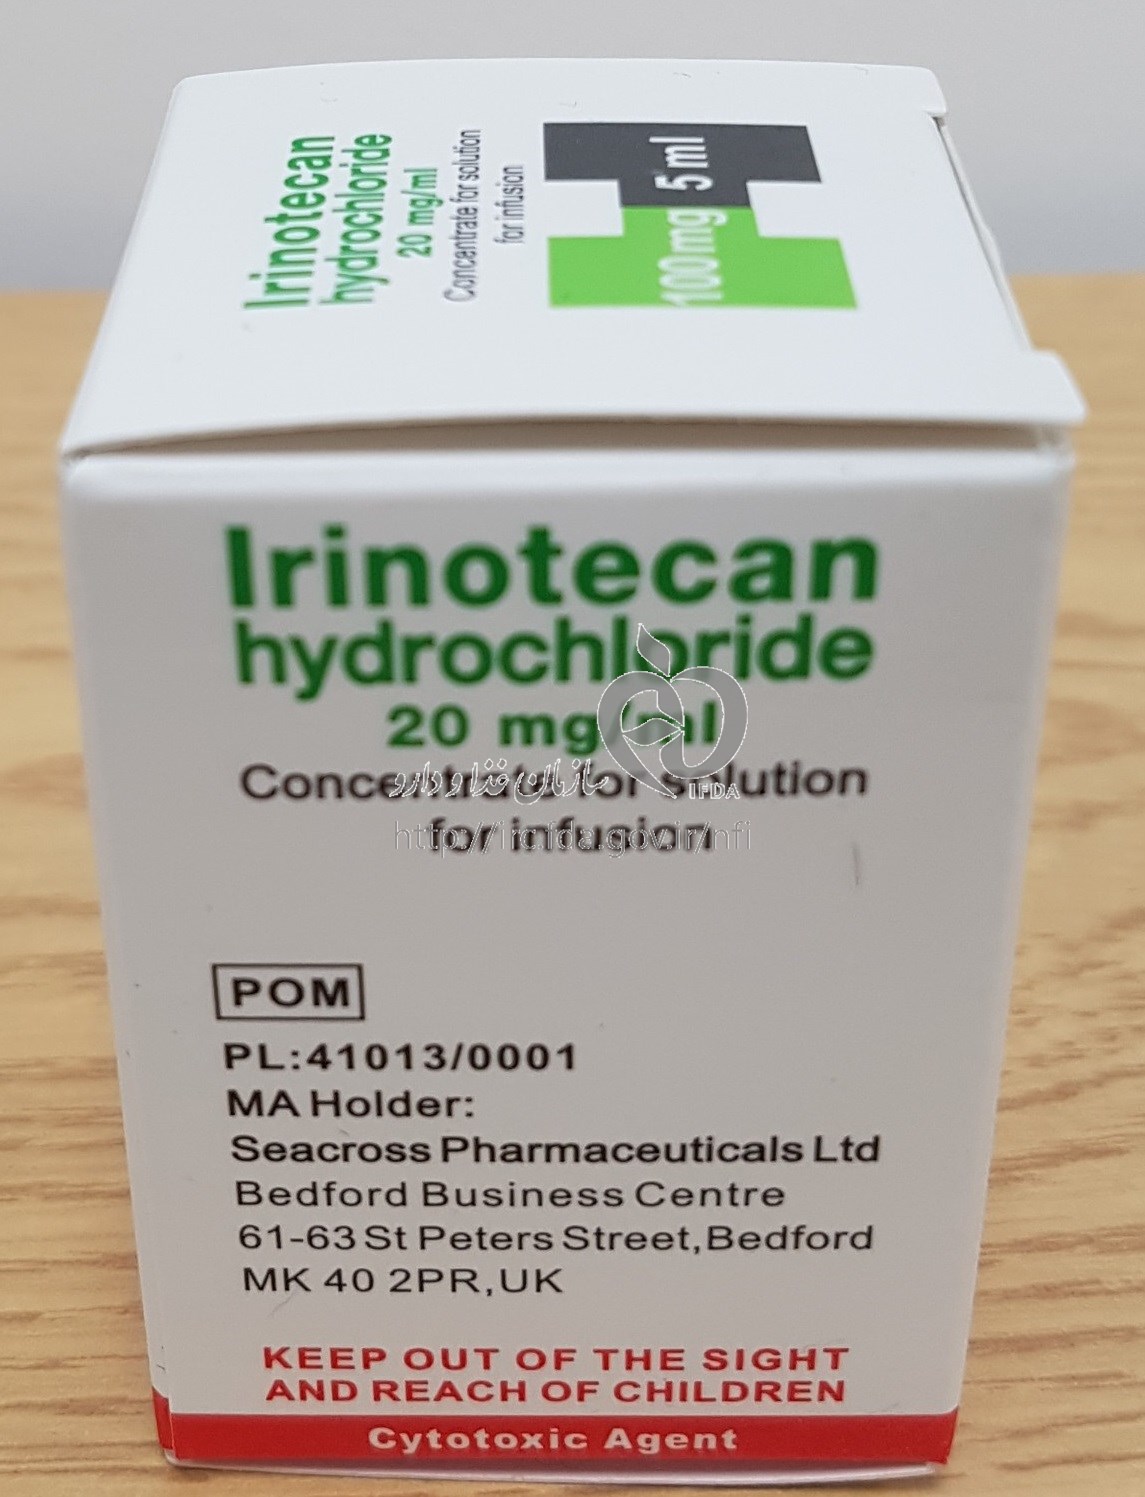 Irinotecan
hydrochloride
20 mg/ml
Concentrate for solution
for infusion
100mg 5 ml
Irinotecan
hydrochloride
20 mg/ml
Concentrate for solution
for infusion
IFDA
سازمان غذا و دارو
http://irc.fda.gov.ir/nfi
POM
PL:41013/0001
MA Holder:
Seacross Pharmaceuticals Ltd
Bedford Business Centre
61-63 St Peters Street,Bedford
MK 40 2PR,UK
KEEP OUT OF THE SIGHT
AND REACH OF CHILDREN
Cytotoxic Agent